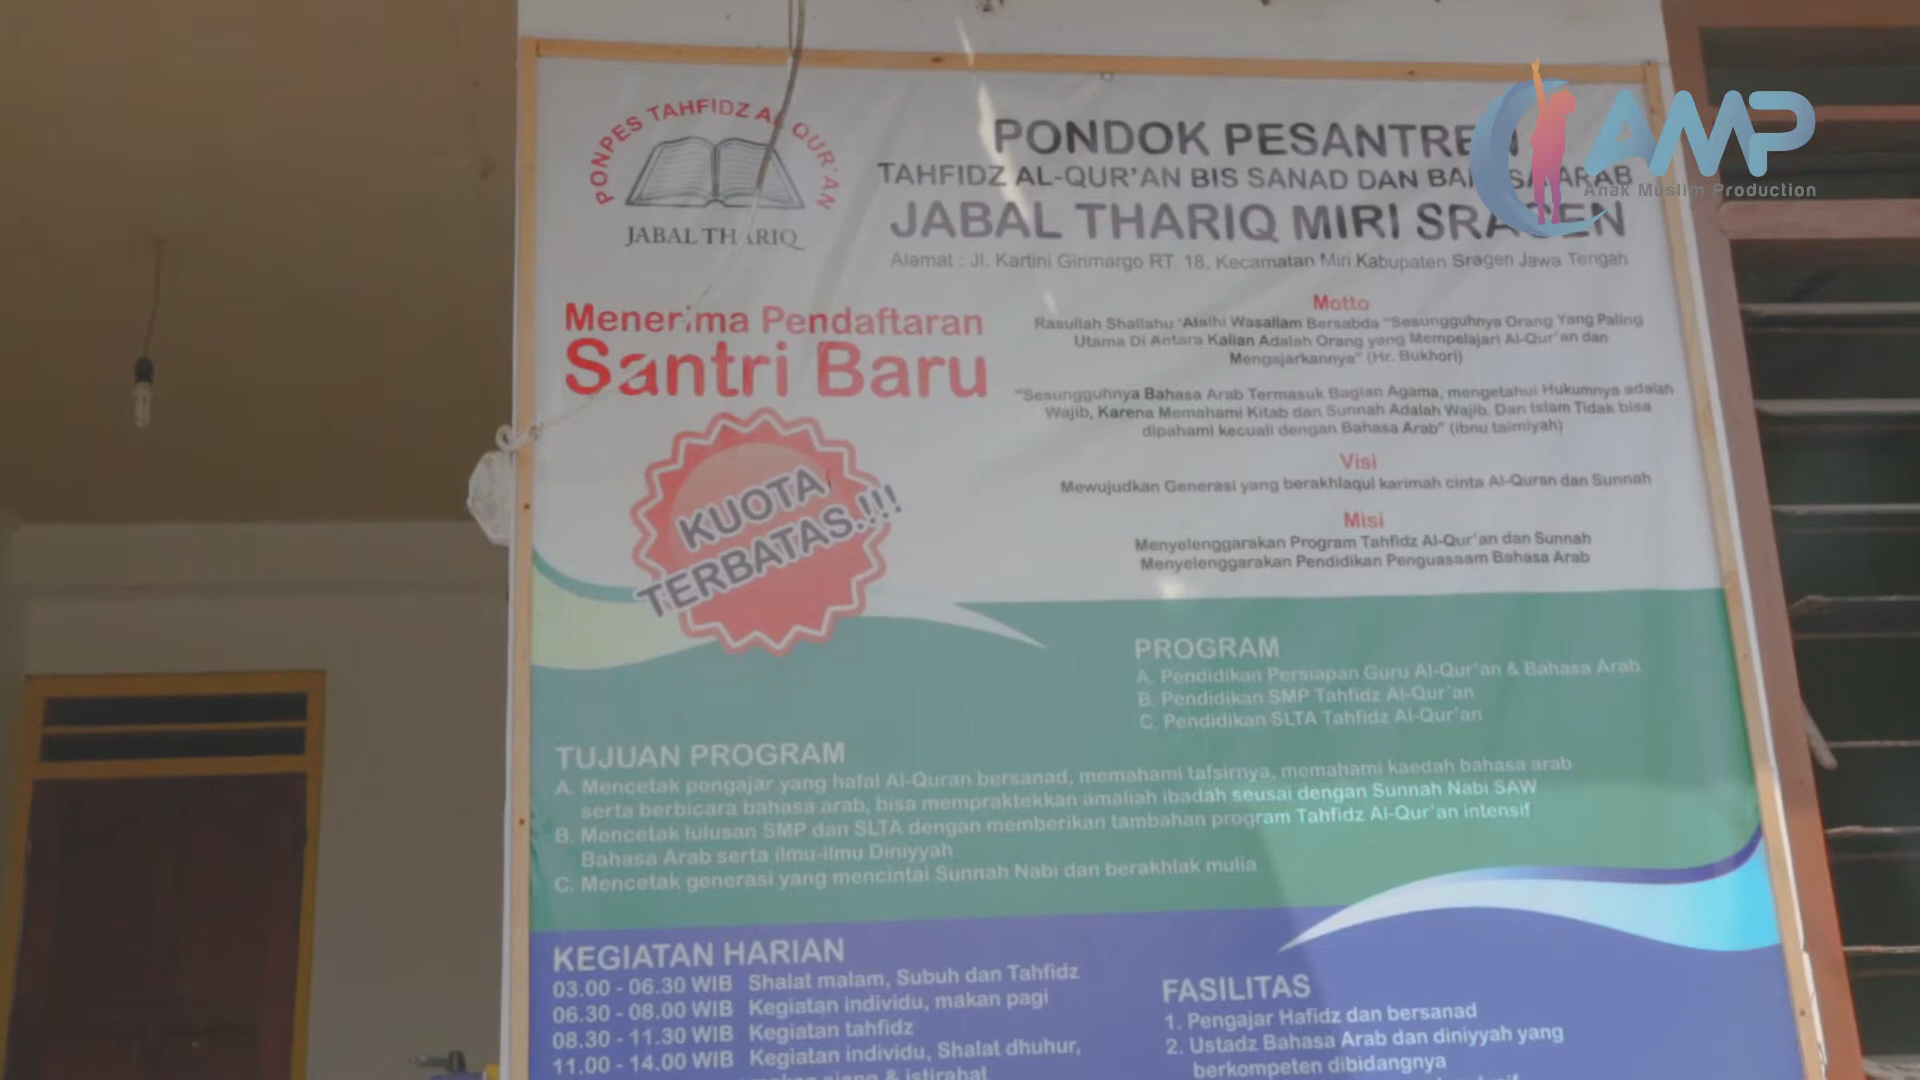 PONPES TAHFIDZ AL QUR'AN
JABAL THARIQ
PONDOK PESANTREN
TAHFIDZ AL-QUR'AN BIS SANAD DAN BAHASA ARAB
JABAL THARIQ MIRI SRAGEN
Alamat : Jl. Kartini Girimargo RT. 18, Kecamatan Miri Kabupaten Sragen Jawa Tengah
AMP
Anak Muslim Production
Menerima Pendaftaran
Santri Baru
KUOTA
TERBATAS.!!!
Motto
Rasullah Shallahu 'Alaihi Wasallam Bersabda "Sesungguhnya Orang Yang Paling
Utama Di Antara Kalian Adalah Orang yang Mempelajari Al-Qur'an dan
Mengajarkannya" (Hr. Bukhori)
"Sesungguhnya Bahasa Arab Termasuk Bagian Agama, mengetahui Hukumnya adalah
Wajib, Karena Memahami Kitab dan Sunnah Adalah Wajib. Dan Islam Tidak bisa
dipahami kecuali dengan Bahasa Arab" (ibnu taimiyah)
Visi
Mewujudkan Generasi yang berakhlaqul karimah cinta Al-Quran dan Sunnah
Misi
Menyelenggarakan Program Tahfidz Al-Qur'an dan Sunnah
Menyelenggarakan Pendidikan Penguasaam Bahasa Arab
PROGRAM
A. Pendidikan Persiapan Guru Al-Qur'an & Bahasa Arab
B. Pendidikan SMP Tahfidz Al-Qur'an
C. Pendidikan SLTA Tahfidz Al-Qur'an
TUJUAN PROGRAM
A. Mencetak pengajar yang hafal Al-Quran bersanad, memahami tafsirnya, memahami kaedah bahasa arab
serta berbicara bahasa arab, bisa mempraktekkan amaliah ibadah seusai dengan Sunnah Nabi SAW
B. Mencetak lulusan SMP dan SLTA dengan memberikan tambahan program Tahfidz Al-Qur'an intensif
Bahasa Arab serta ilmu-ilmu Diniyyah
C. Mencetak generasi yang mencintai Sunnah Nabi dan berakhlak mulia
KEGIATAN HARIAN
03.00 - 06.30 WIB Shalat malam, Subuh dan Tahfidz
06.30 - 08.00 WIB Kegiatan individu, makan pagi
08.30 - 11.30 WIB Kegiatan tahfidz
11.00 - 14.00 WIB Kegiatan individu, Shalat dhuhur,
siang & istirahat
FASILITAS
1. Pengajar Hafidz dan bersanad
2. Ustadz Bahasa Arab dan diniyyah yang
berkompeten dibidangnya